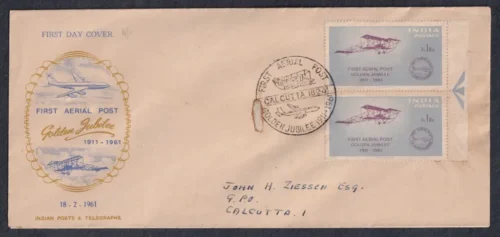 FIRST DAY COVER
FIRST AERIAL POST
Golden Jubilee
1911-1961
18-2-1961
INDIAN POSTS & TELEGRAPHS
FIRST AERIAL POST
CALCUTTA
GOLDEN JUBILEE
INDIA
FIRST AERIAL POST
GOLDEN JUBILEE
1911-1961
INDIA
FIRST AERIAL POST
GOLDEN JUBILEE
1911-1961
JOHN H. ZIESSEN ESQ.
G.P.O.
CALCUTTA. 1